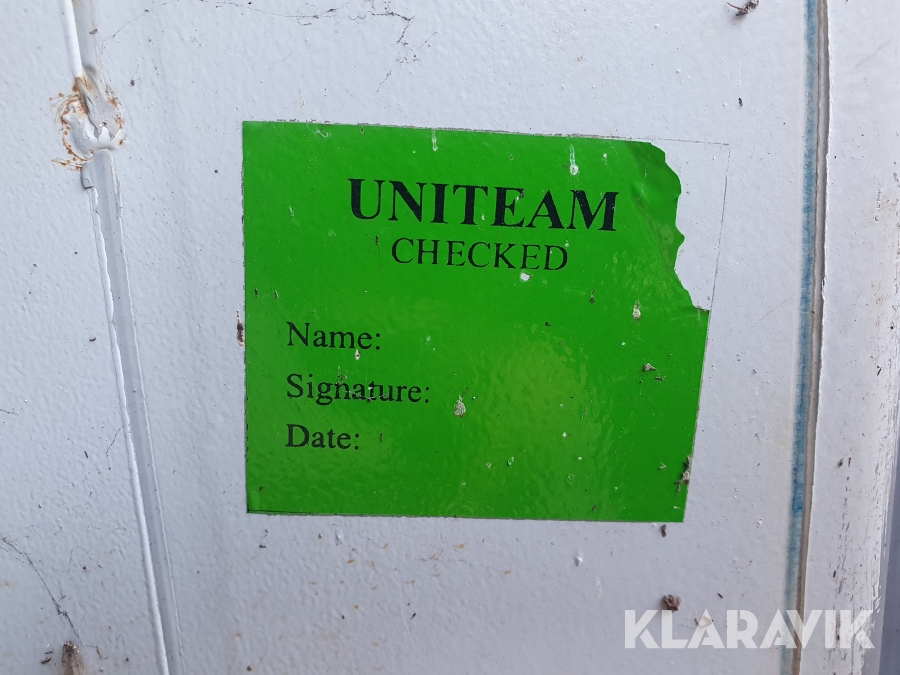 UNITEAM
CHECKED
Name:
Signature:
Date:
KLARAVIK